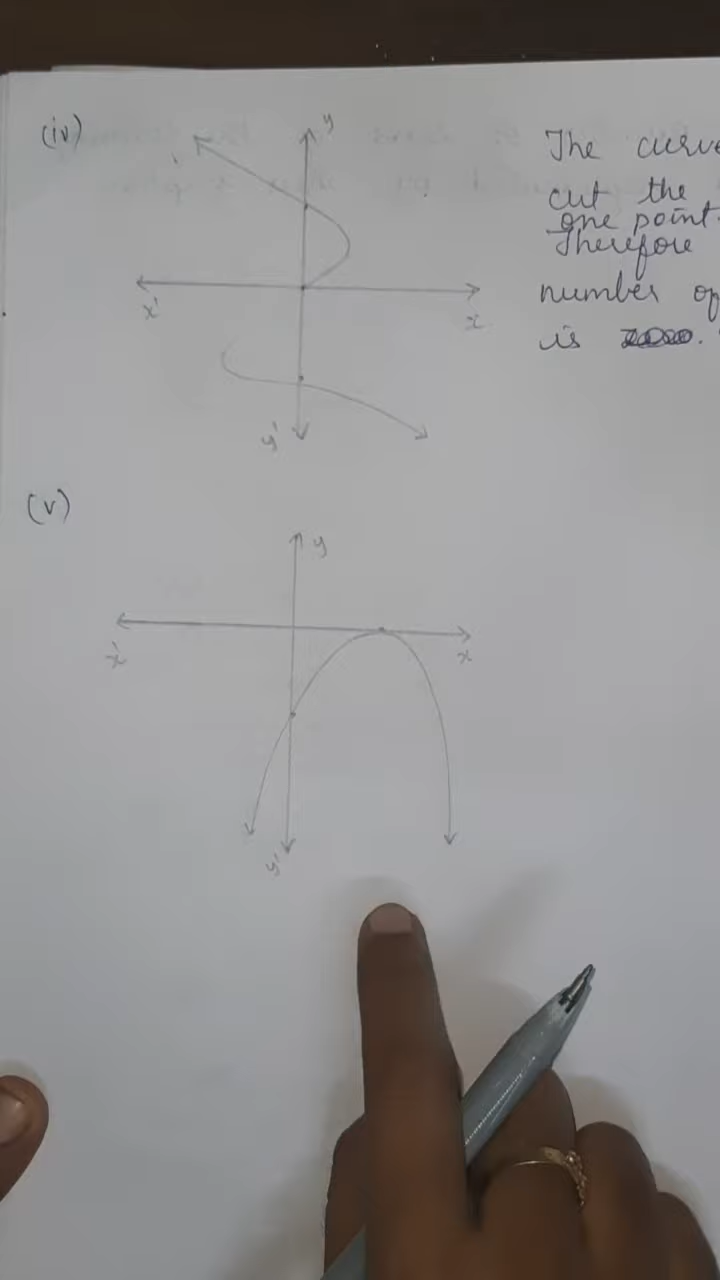 (iv)
y
The curve
cut the
one point.
Therefore
x'
x
number of
is
y'
(v)
y
x'
x
y'